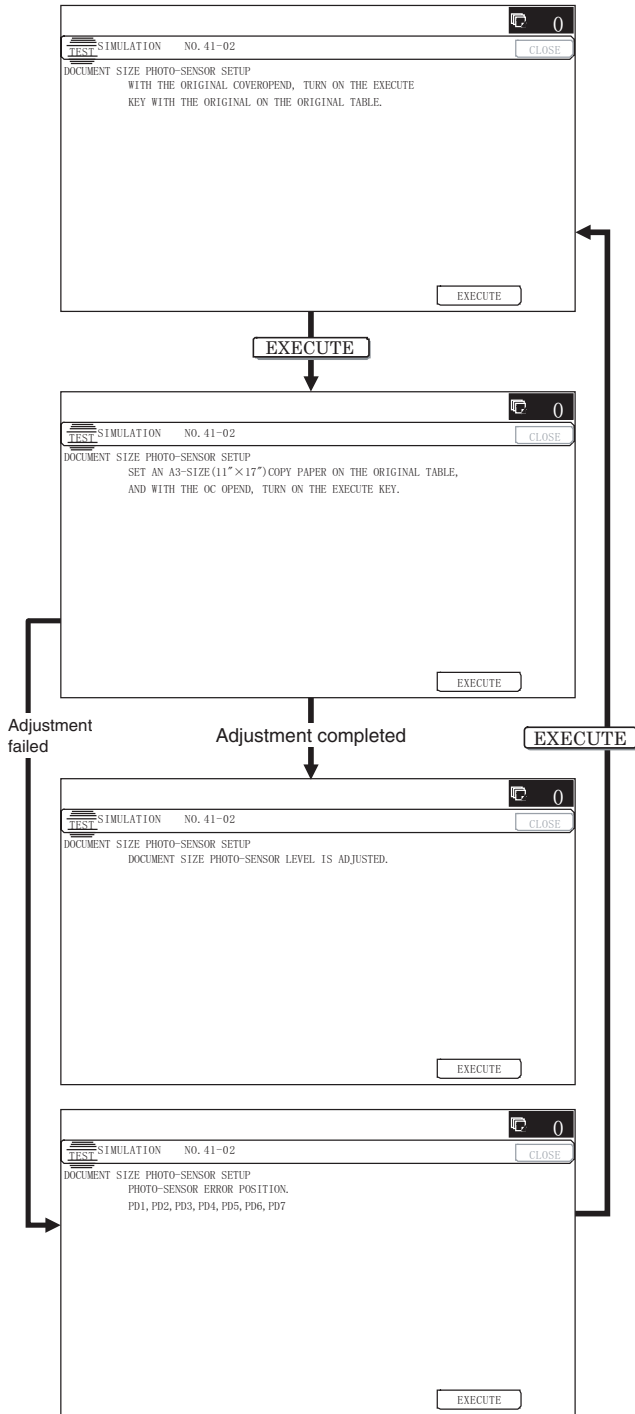 0
TEST SIMULATION NO. 41-02 CLOSE
DOCUMENT SIZE PHOTO-SENSOR SETUP
WITH THE ORIGINAL COVEROPEND, TURN ON THE EXECUTE
KEY WITH THE ORIGINAL ON THE ORIGINAL TABLE.
EXECUTE
EXECUTE
0
TEST SIMULATION NO. 41-02 CLOSE
DOCUMENT SIZE PHOTO-SENSOR SETUP
SET AN A3-SIZE(11″×17″)COPY PAPER ON THE ORIGINAL TABLE,
AND WITH THE OC OPEND, TURN ON THE EXECUTE KEY.
EXECUTE
Adjustment
failed
Adjustment completed
EXECUTE
0
TEST SIMULATION NO. 41-02 CLOSE
DOCUMENT SIZE PHOTO-SENSOR SETUP
DOCUMENT SIZE PHOTO-SENSOR LEVEL IS ADJUSTED.
EXECUTE
0
TEST SIMULATION NO. 41-02 CLOSE
DOCUMENT SIZE PHOTO-SENSOR SETUP
PHOTO-SENSOR ERROR POSITION.
PD1, PD2, PD3, PD4, PD5, PD6, PD7
EXECUTE